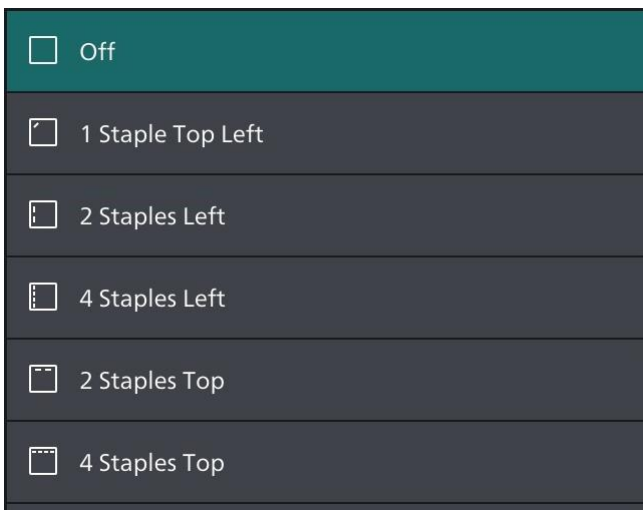 Off
1 Staple Top Left
2 Staples Left
4 Staples Left
2 Staples Top
4 Staples Top